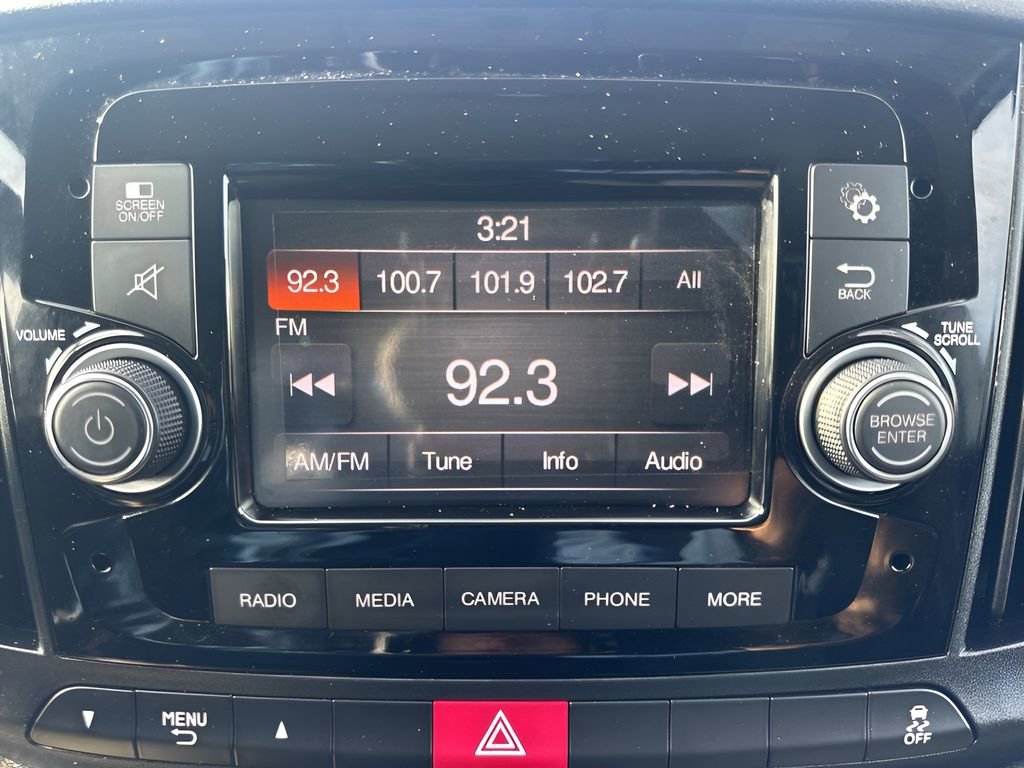 SCREEN
ON/OFF
3:21
92.3 100.7 101.9 102.7 All
FM
92.3
BACK
VOLUME
TUNE
SCROLL
BROWSE
ENTER
AM/FM Tune Info Audio
RADIO MEDIA CAMERA PHONE MORE
MENU
OFF